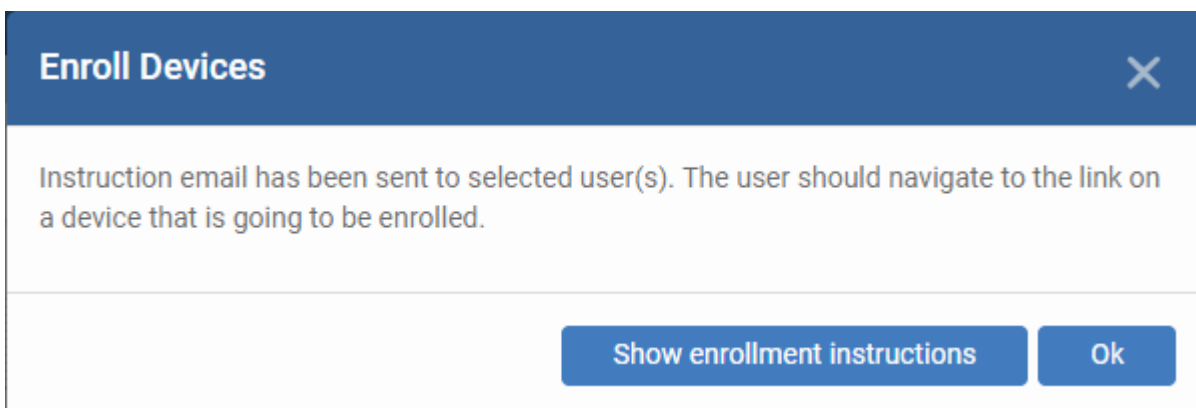 Enroll Devices
Instruction email has been sent to selected user(s). The user should navigate to the link on
a device that is going to be enrolled.
Show enrollment instructions
Ok